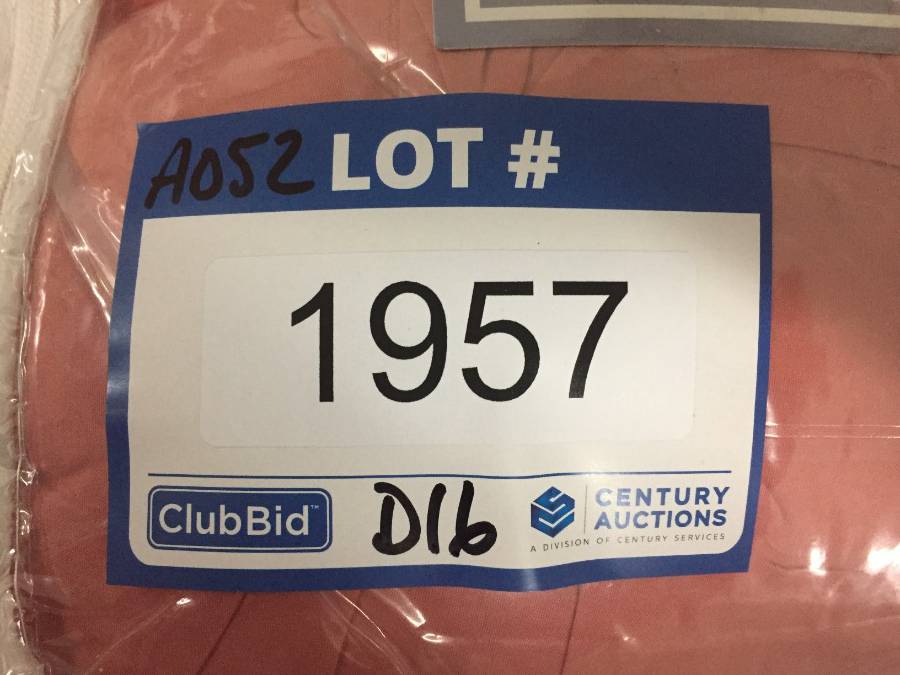 A052 LOT #
1957
ClubBid™
D16
CENTURY
AUCTIONS
A DIVISION OF CENTURY SERVICES